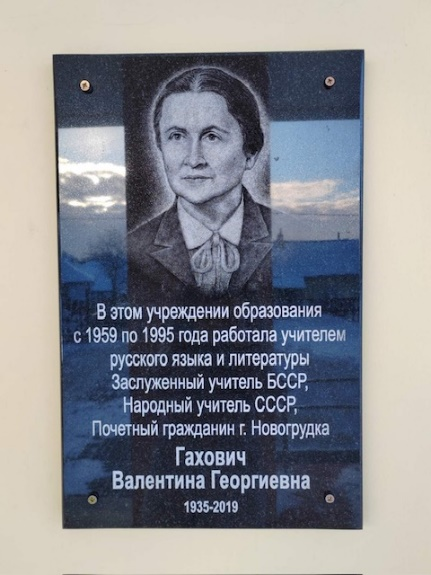 В этом учреждении образования
с 1959 по 1995 года работала учителем
русского языка и литературы
Заслуженный учитель БССР,
Народный учитель СССР,
Почетный гражданин г. Новогрудка
Гахович
Валентина Георгиевна
1935-2019